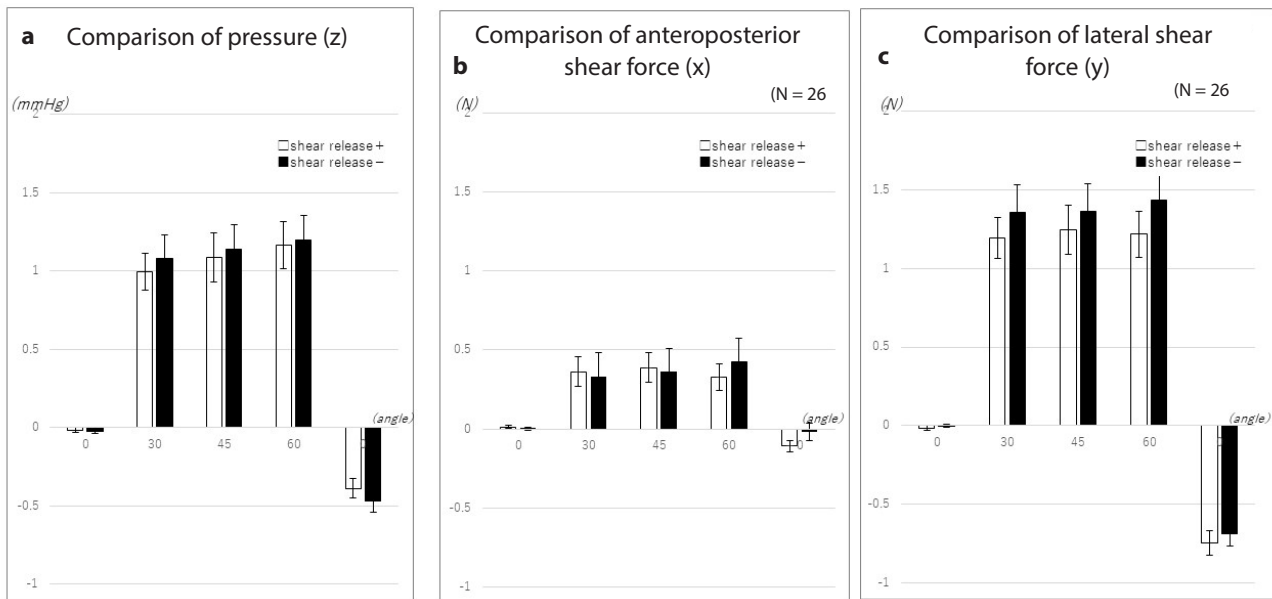 a Comparison of pressure (z)
(mmHg)
2
shear release +
shear release −
1.5
1
0.5
0
-0.5
-1
(angle)
0 30 45 60
b Comparison of anteroposterior
shear force (x)
(N = 26
(N)
2
shear release +
shear release −
1.5
1
0.5
0
-0.5
-1
(angle)
0 30 45 60 0
c Comparison of lateral shear
force (y)
(N = 26
(N)
2
shear release +
shear release −
1.5
1
0.5
0
-0.5
-1
(angle)
0 30 45 60